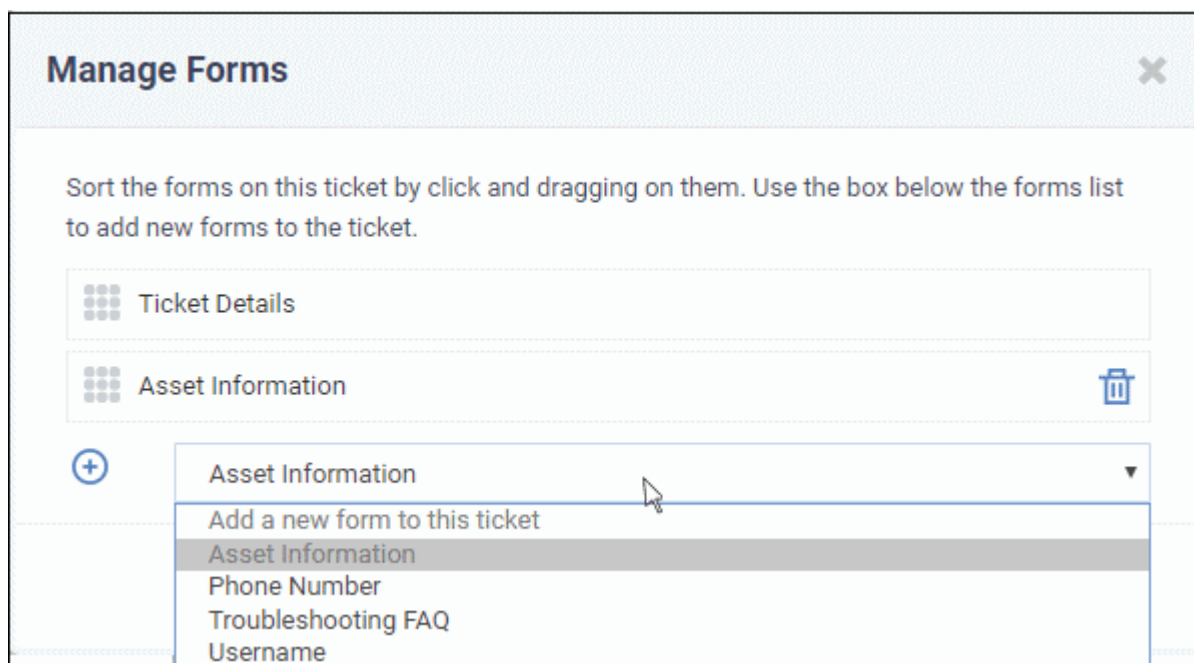 Manage Forms
Sort the forms on this ticket by click and dragging on them. Use the box below the forms list
to add new forms to the ticket.
Ticket Details
Asset Information
Asset Information
Add a new form to this ticket
Asset Information
Phone Number
Troubleshooting FAQ
Username